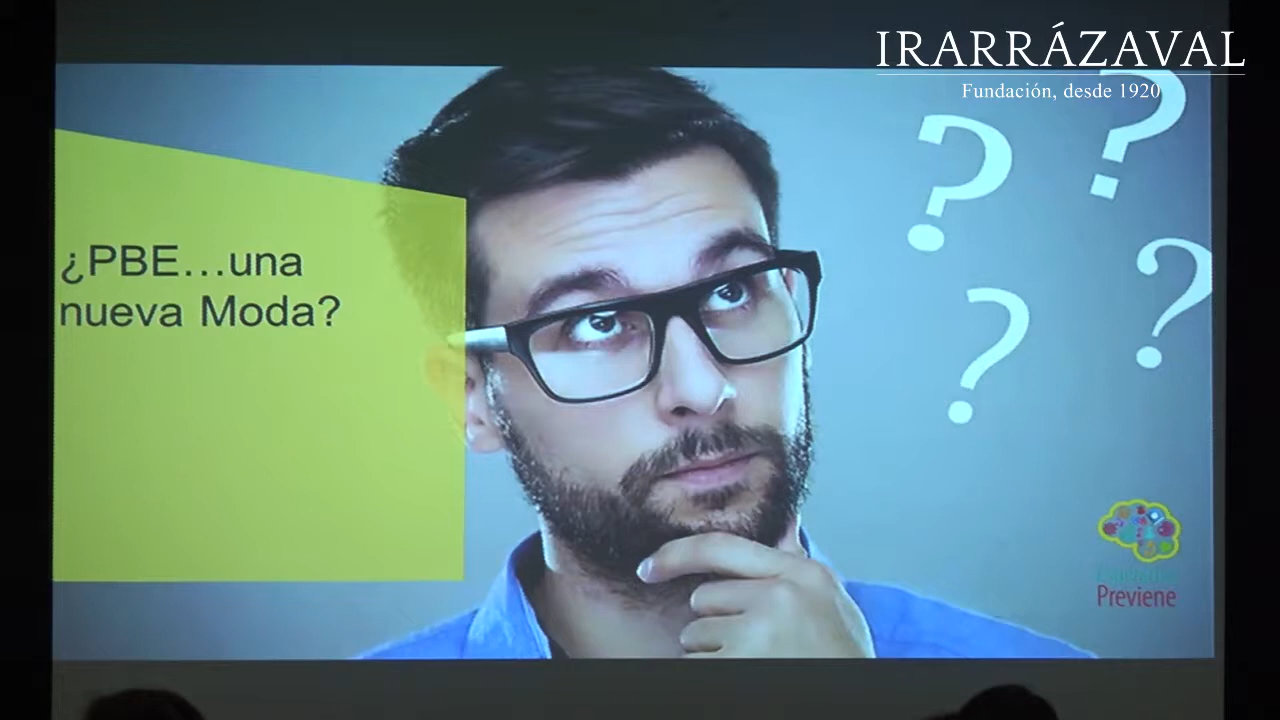 IRARRÁZAVAL
Fundación, desde 1920
¿PBE…una
nueva Moda?
?
?
?
?
Previene